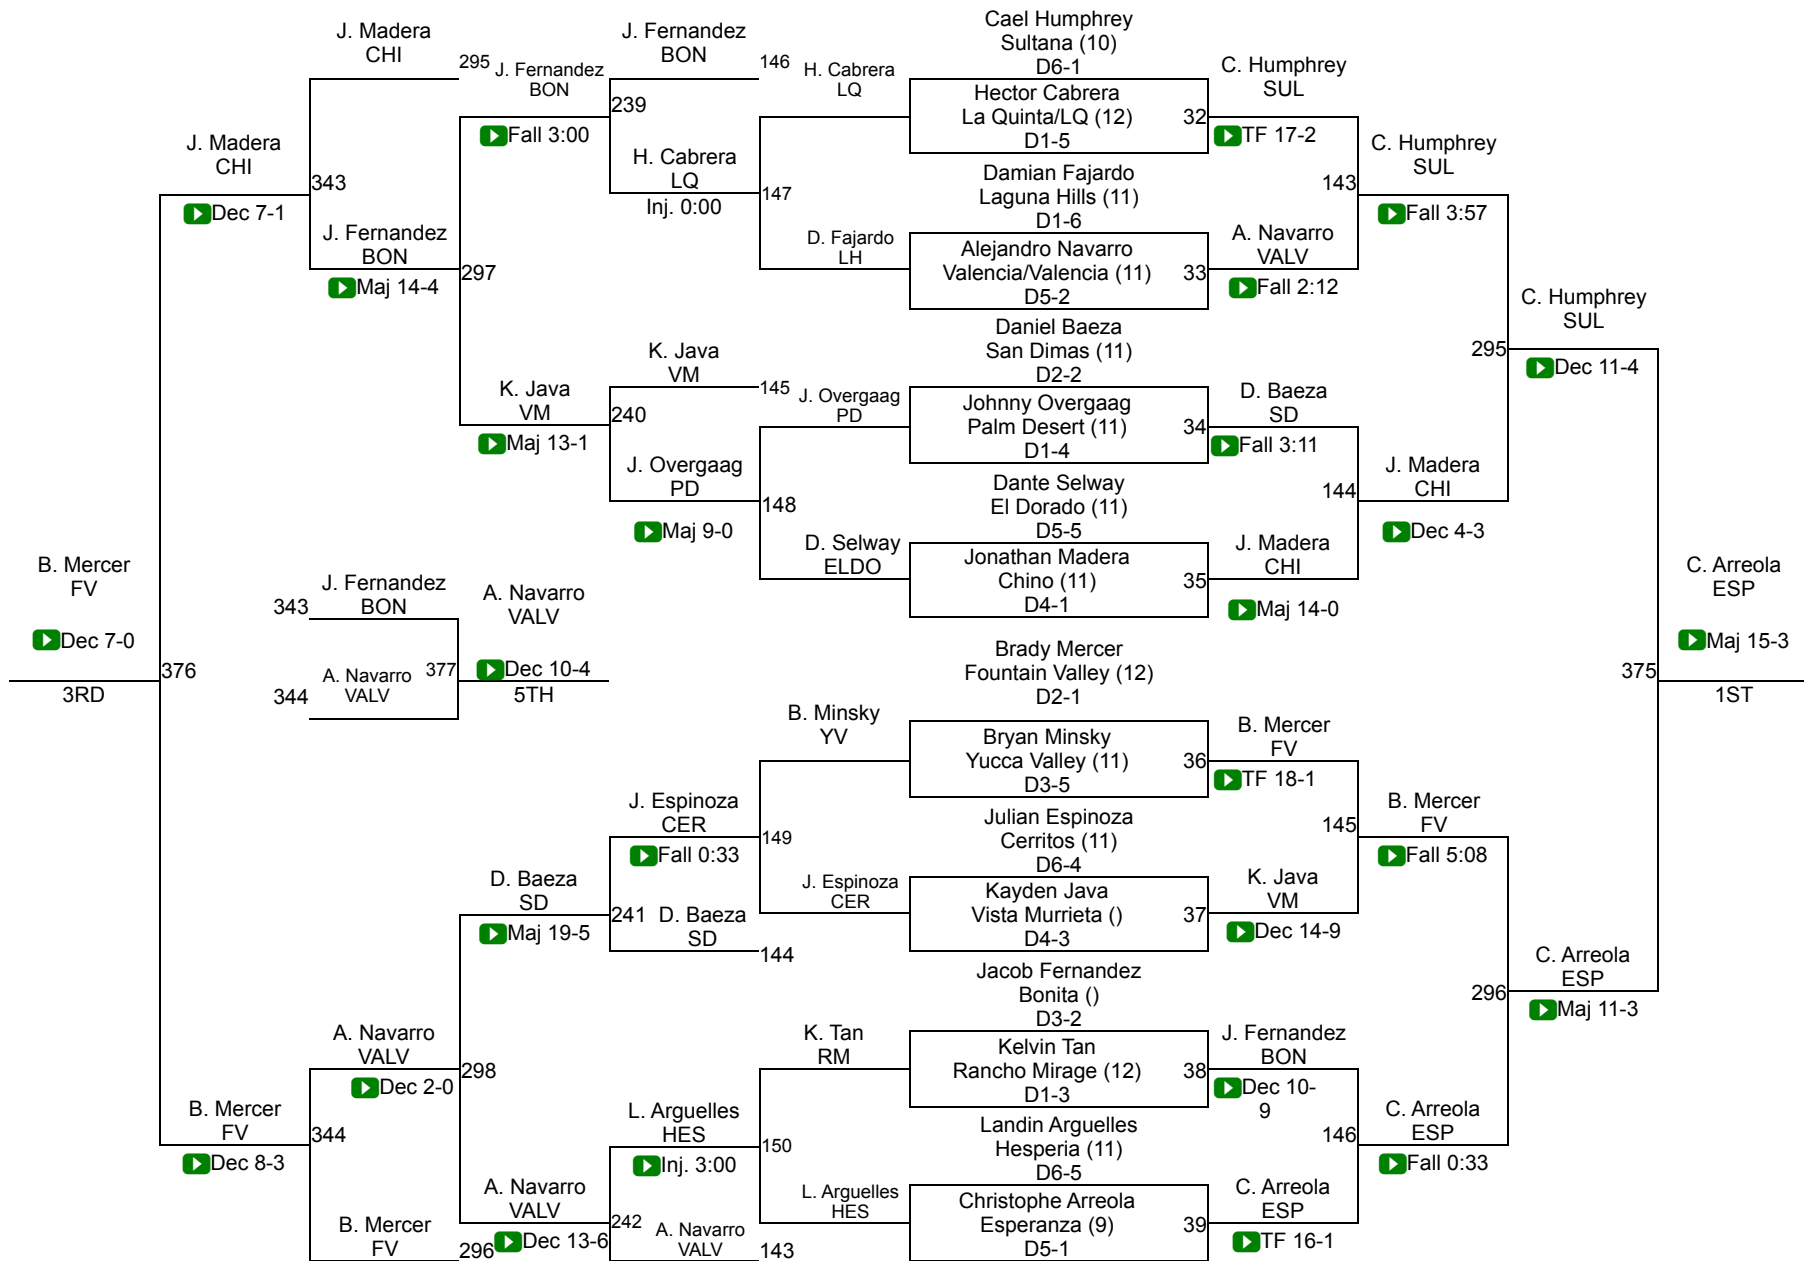 J. Madera
CHI
295
J. Fernandez
BON
J. Fernandez
BON
146
H. Cabrera
LQ
Cael Humphrey
Sultana (10)
D6-1
C. Humphrey
SUL
239
Hector Cabrera
La Quinta/LQ (12)
D1-5
32
Fall 3:00
TF 17-2
J. Madera
CHI
H. Cabrera
LQ
Inj. 0:00
C. Humphrey
SUL
343
147
Damian Fajardo
Laguna Hills (11)
D1-6
143
Dec 7-1
Fall 3:57
J. Fernandez
BON
D. Fajardo
LH
A. Navarro
VALV
297
Alejandro Navarro
Valencia/Valencia (11)
D5-2
33
Maj 14-4
Fall 2:12
C. Humphrey
SUL
Daniel Baeza
San Dimas (11)
D2-2
295
K. Java
VM
Dec 11-4
K. Java
VM
145
J. Overgaag
PD
D. Baeza
SD
240
Johnny Overgaag
Palm Desert (11)
D1-4
34
Maj 13-1
Fall 3:11
J. Overgaag
PD
J. Madera
CHI
148
Dante Selway
El Dorado (11)
D5-5
144
Maj 9-0
Dec 4-3
D. Selway
ELDO
J. Madera
CHI
Jonathan Madera
Chino (11)
D4-1
35
Maj 14-0
B. Mercer
FV
343
J. Fernandez
BON
A. Navarro
VALV
C. Arreola
ESP
Dec 7-0
Maj 15-3
376
A. Navarro
VALV
377
Dec 10-4
Brady Mercer
Fountain Valley (12)
D2-1
375
3RD
344
5TH
1ST
B. Minsky
YV
B. Mercer
FV
Bryan Minsky
Yucca Valley (11)
D3-5
36
TF 18-1
J. Espinoza
CER
B. Mercer
FV
149
Julian Espinoza
Cerritos (11)
D6-4
145
Fall 0:33
Fall 5:08
D. Baeza
SD
J. Espinoza
CER
K. Java
VM
241
D. Baeza
SD
Kayden Java
Vista Murrieta ()
D4-3
37
Maj 19-5
Dec 14-9
144
C. Arreola
ESP
Jacob Fernandez
Bonita ()
D3-2
296
Maj 11-3
A. Navarro
VALV
K. Tan
RM
J. Fernandez
BON
298
Kelvin Tan
Rancho Mirage (12)
D1-3
38
Dec 2-0
Dec 10-
9
B. Mercer
FV
L. Arguelles
HES
C. Arreola
ESP
344
150
Landin Arguelles
Hesperia (11)
D6-5
146
Dec 8-3
Inj. 3:00
Fall 0:33
A. Navarro
VALV
L. Arguelles
HES
C. Arreola
ESP
B. Mercer
FV
296
242
A. Navarro
VALV
143
Christophe Arreola
Esperanza (9)
D5-1
39
Dec 13-6
TF 16-1